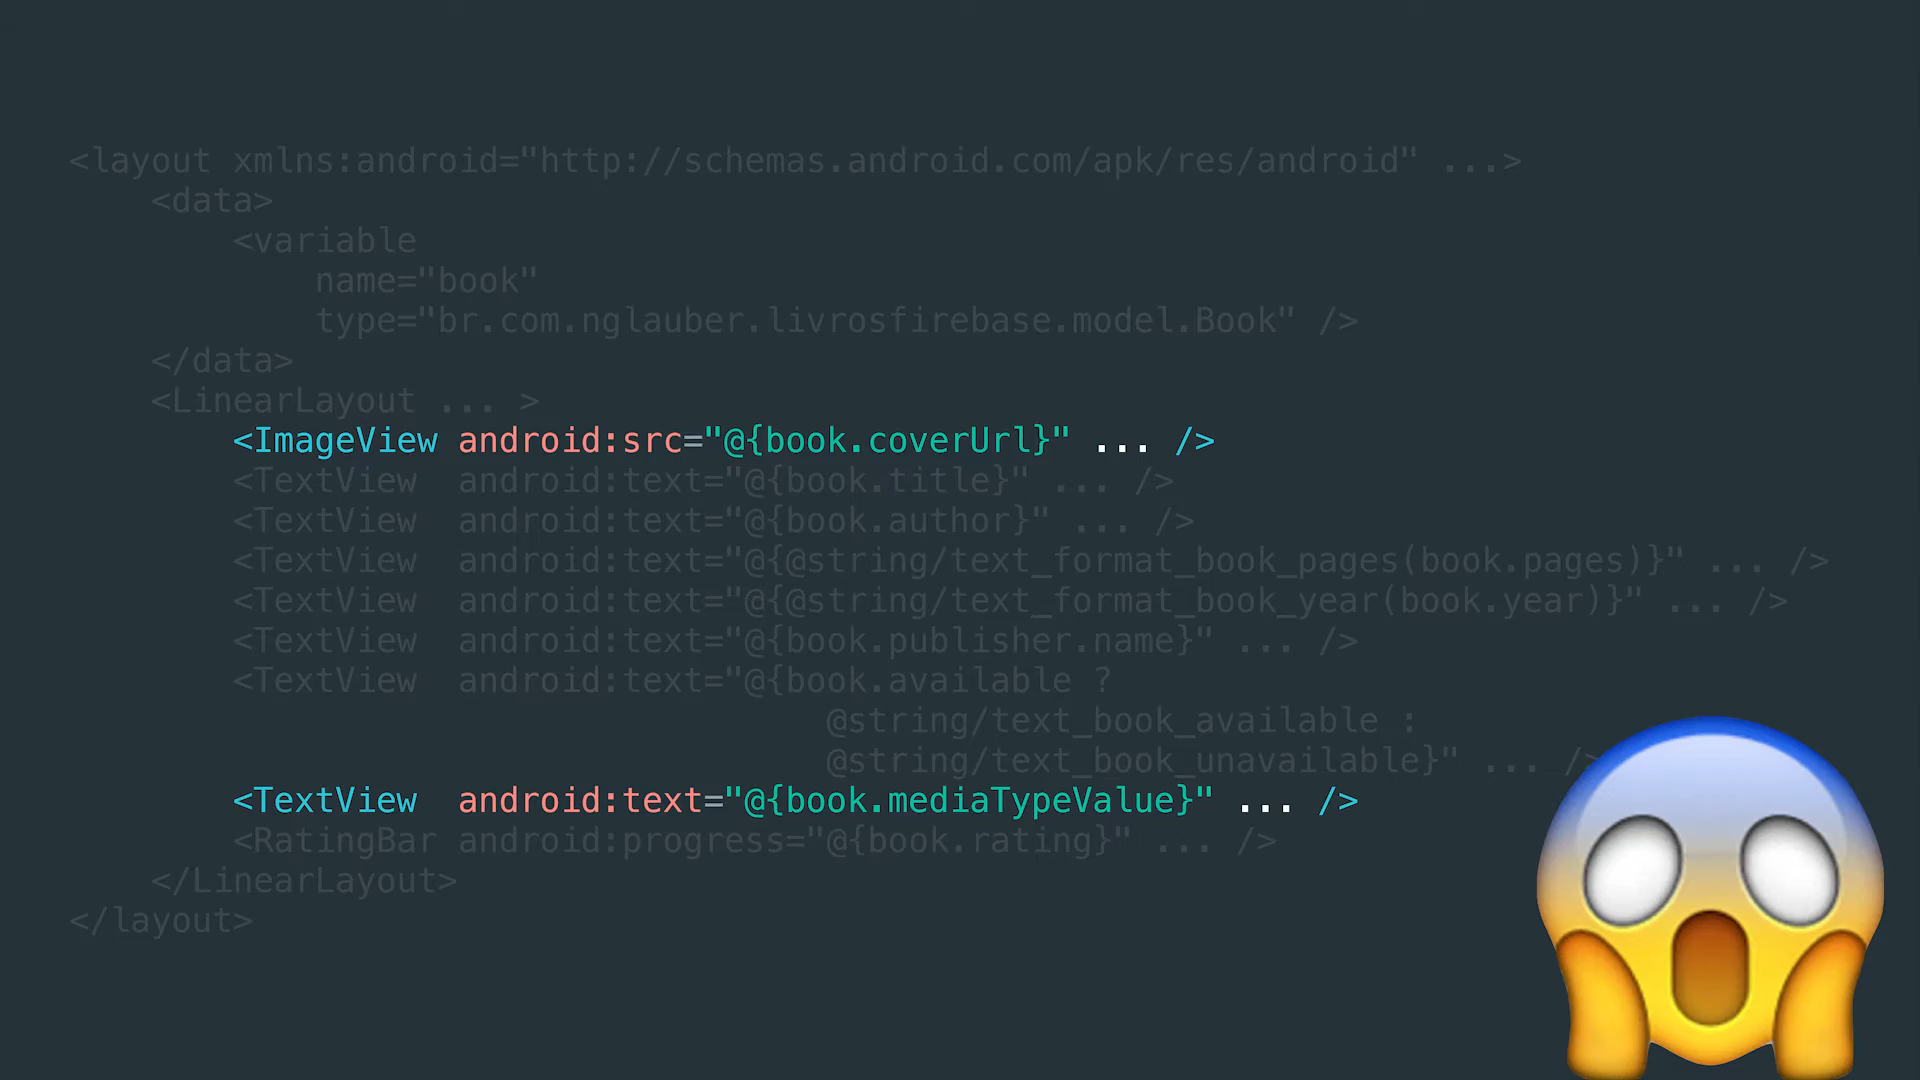 <layout xmlns:android="http://schemas.android.com/apk/res/android" ...>
    <data>
        <variable
            name="book"
            type="br.com.nglauber.livrosfirebase.model.Book" />
    </data>
    <LinearLayout ... >
        <ImageView android:src="@{book.coverUrl}" ... />
        <TextView  android:text="@{book.title}" ... />
        <TextView  android:text="@{book.author}" ... />
        <TextView  android:text="@{@string/text_format_book_pages(book.pages)}" ... />
        <TextView  android:text="@{@string/text_format_book_year(book.year)}" ... />
        <TextView  android:text="@{book.publisher.name}" ... />
        <TextView  android:text="@{book.available ?
                                     @string/text_book_available :
                                     @string/text_book_unavailable}" ... />
        <TextView  android:text="@{book.mediaTypeValue}" ... />
        <RatingBar android:progress="@{book.rating}" ... />
    </LinearLayout>
</layout>